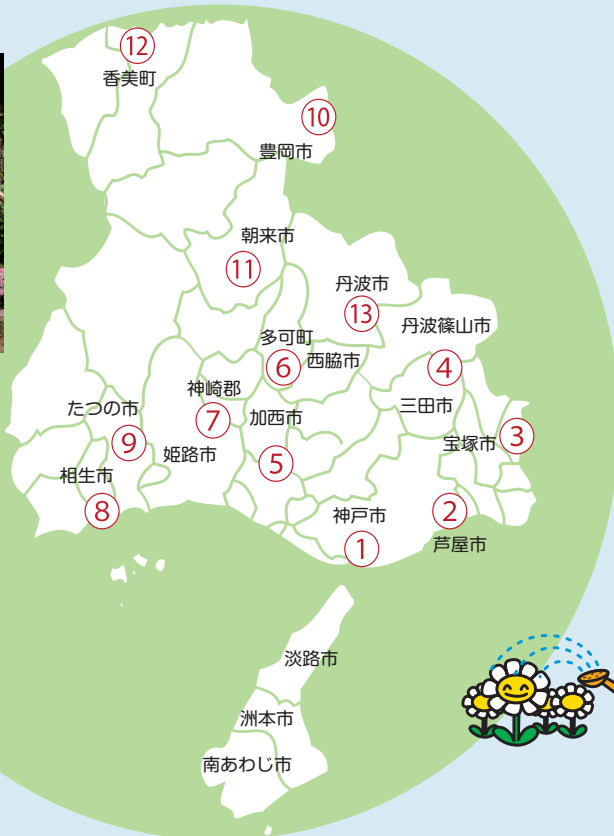 ⑫
香美町
⑩
豊岡市
朝来市
⑪
丹波市
⑬
丹波篠山市
多可町
⑥
西脇市
④
神崎郡
⑦
たつの市
⑨
加西市
三田市
宝塚市
③
姫路市
⑤
相生市
⑧
神戸市
①
②
芦屋市
淡路市
洲本市
南あわじ市